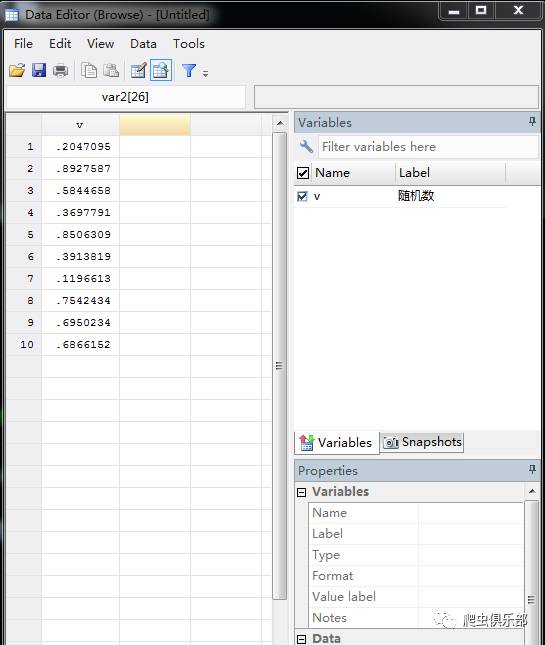 Data Editor (Browse) - [Untitled]
File Edit View Data Tools
var2[26]
v
1 .2047095
2 .8927587
3 .5844658
4 .3697791
5 .8506309
6 .3913819
7 .1196613
8 .7542434
9 .6950234
10 .6866152
Variables
Filter variables here
Name Label
v 随机数
Variables Snapshots
Properties
Variables
Name
Label
Type
Format
Value label
Notes
爬虫俱乐部
Data